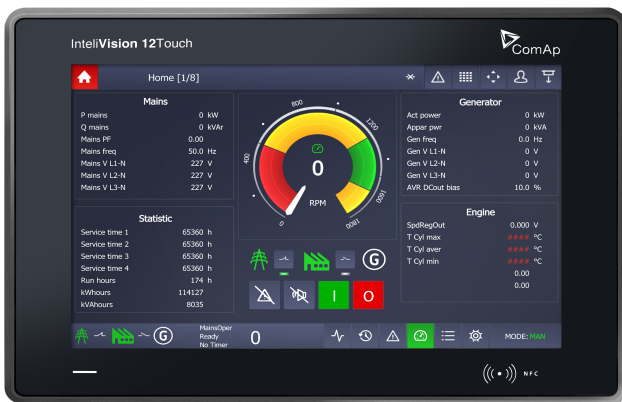 InteliVision 12Touch
ComAp
Home [1/8]
Mains
P mains 0 kW
Q mains 0 kVAr
Mains PF 0.00
Mains freq 50.0 Hz
Mains V L1-N 227 V
Mains V L2-N 227 V
Mains V L3-N 227 V
Statistic
Service time 1 65360 h
Service time 2 65360 h
Service time 3 65360 h
Service time 4 65360 h
Run hours 174 h
kWhours 114127
kVAhours 8035
0
400
800
1200
1600
1800
0
RPM
G
I O
Generator
Act power 0 kW
Appar pwr 0 kVA
Gen freq 0.0 Hz
Gen V L1-N 0 V
Gen V L2-N 0 V
Gen V L3-N 0 V
AVR DCout bias 10.0 %
Engine
SpdRegOut 0.000 V
T Cyl max #### °C
T Cyl aver #### °C
T Cyl min #### °C
0.00
0.00
G
MainsOper
Ready
No Timer
0
MODE: MAN
NFC